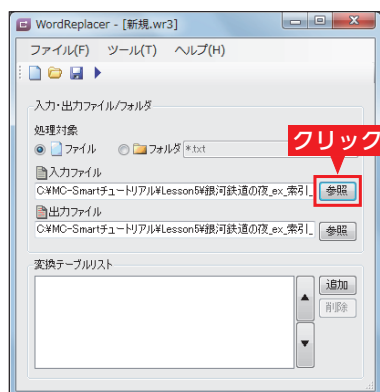 WordReplacer - [新規.wr3]
ファイル(F) ツール(T) ヘルプ(H)
入力・出力ファイル/フォルダ
処理対象
ファイル フォルダ *.txt
クリック
入力ファイル
C:¥MC-Smartチュートリアル¥Lesson5¥銀河鉄道の夜_ex_索引_ 参照
出力ファイル
C:¥MC-Smartチュートリアル¥Lesson5¥銀河鉄道の夜_ex_索引_ 参照
変換テーブルリスト
追加
削除